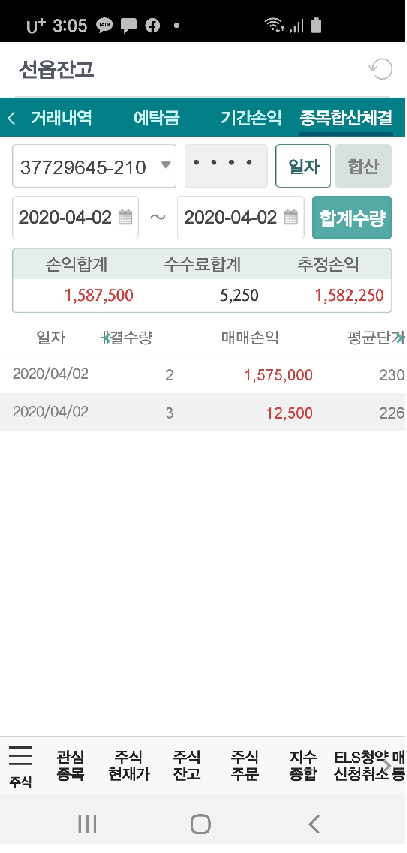 U+ 3:05
선옵잔고
거래내역 예탁금 기간손익 종목합산체결
37729645-210 일자 합산
2020-04-02 ~ 2020-04-02 합계수량
손익합계 수수료합계 추정손익
1,587,500 5,250 1,582,250
일자 결수량 매매손익 평균단가
2020/04/02 2 1,575,000 230
2020/04/02 3 12,500 226
관심 주식 주식 주식 지수 ELS청약 매
주식 종목 현재가 잔고 주문 종합 신청취소 등